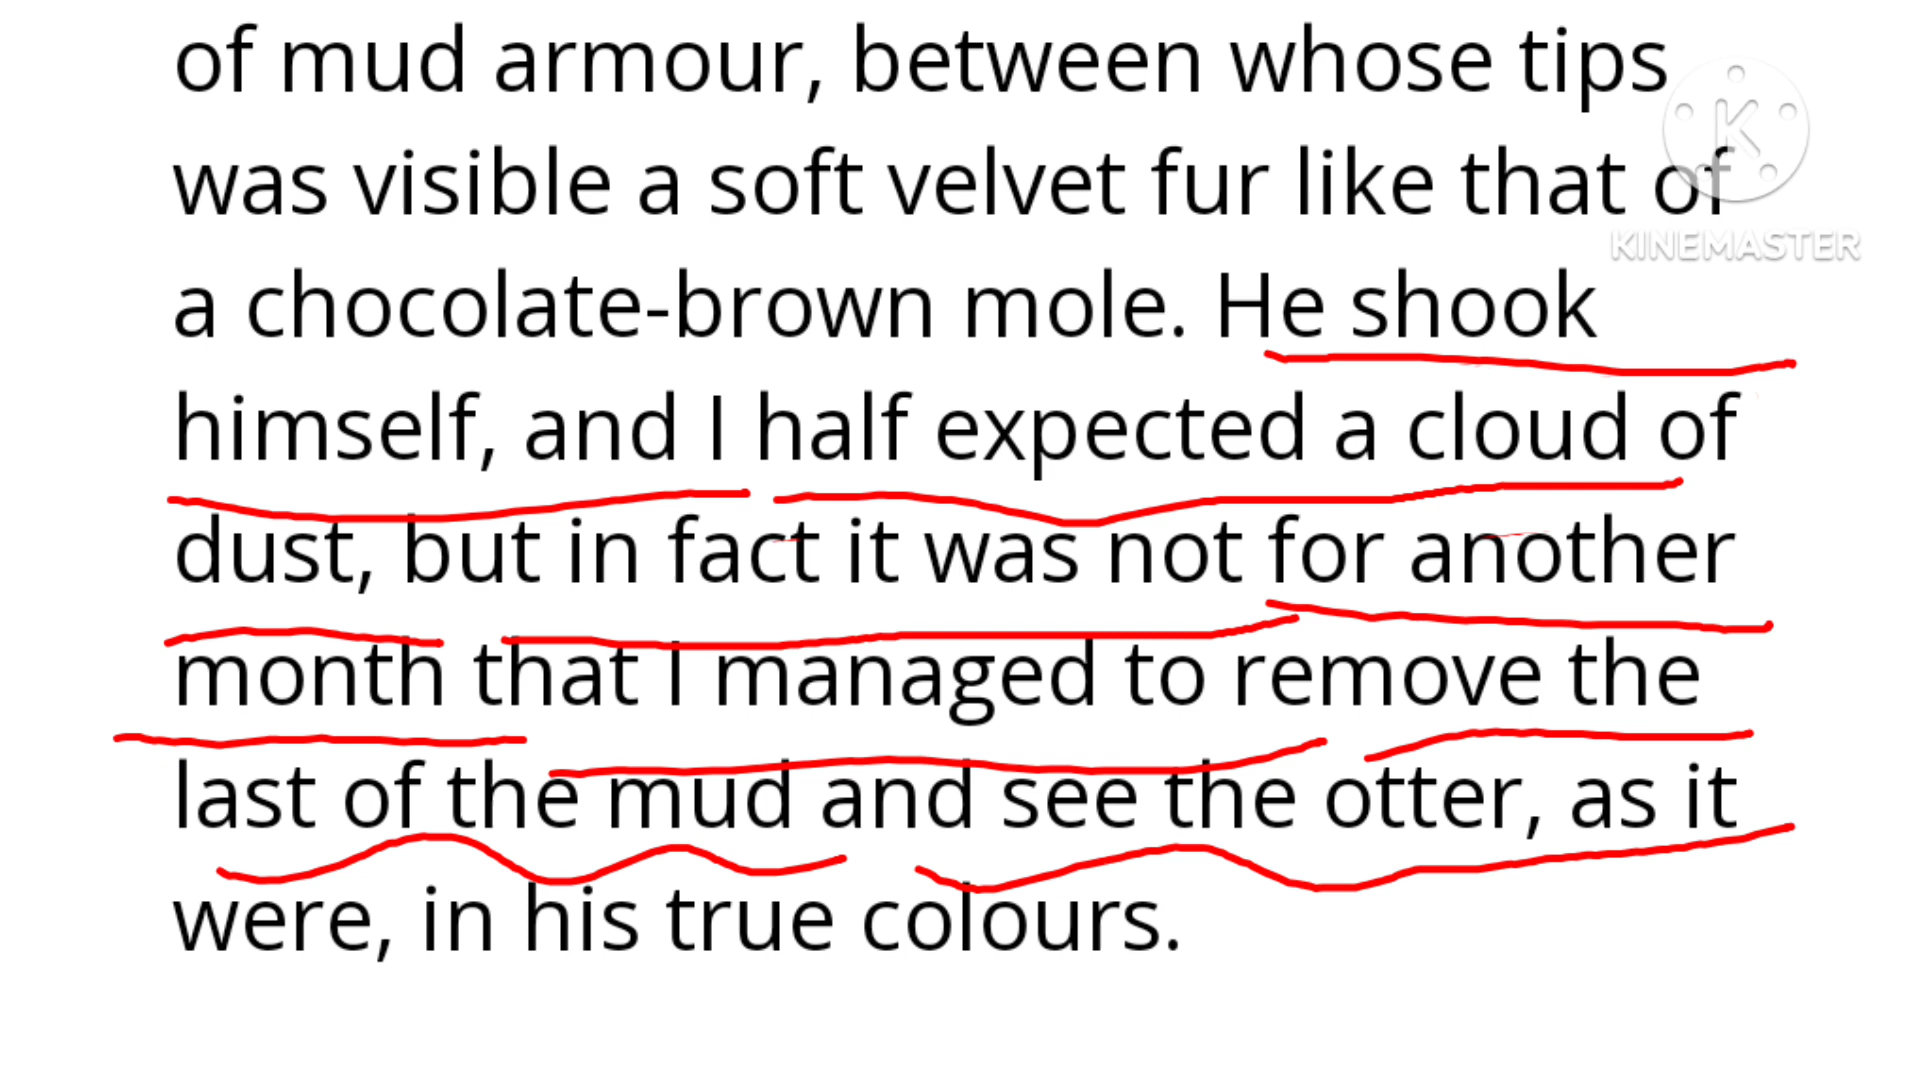 of mud armour, between whose tips
was visible a soft velvet fur like that of
a chocolate-brown mole. He shook
himself, and I half expected a cloud of
dust, but in fact it was not for another
month that I managed to remove the
last of the mud and see the otter, as it
were, in his true colours.
K
KINEMASTER